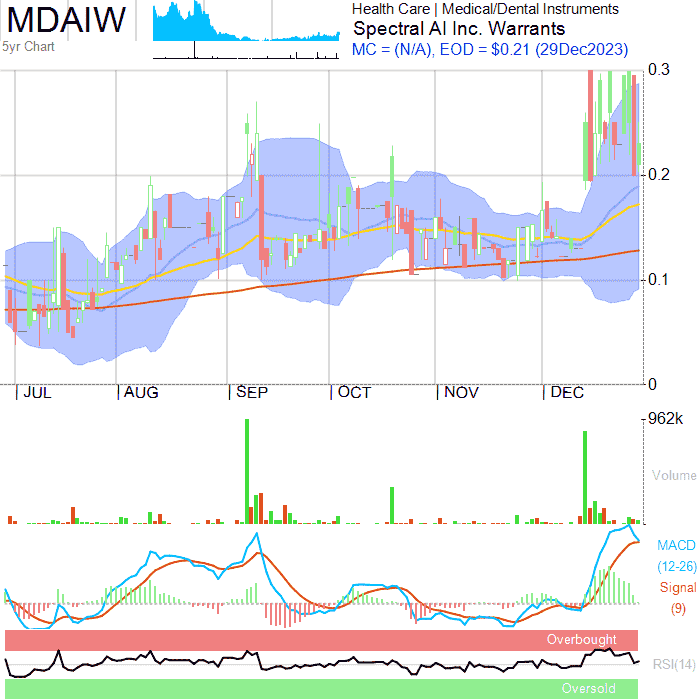 MDAIW
5yr Chart
Health Care | Medical/Dental Instruments
Spectral AI Inc. Warrants
MC = (N/A), EOD = $0.21 (29Dec2023)
0.3
0.2
0.1
0
|JUL |AUG |SEP |OCT |NOV |DEC
962k
Volume
MACD
(12-26)
Signal
(9)
Overbought
RSI(14)
Oversold